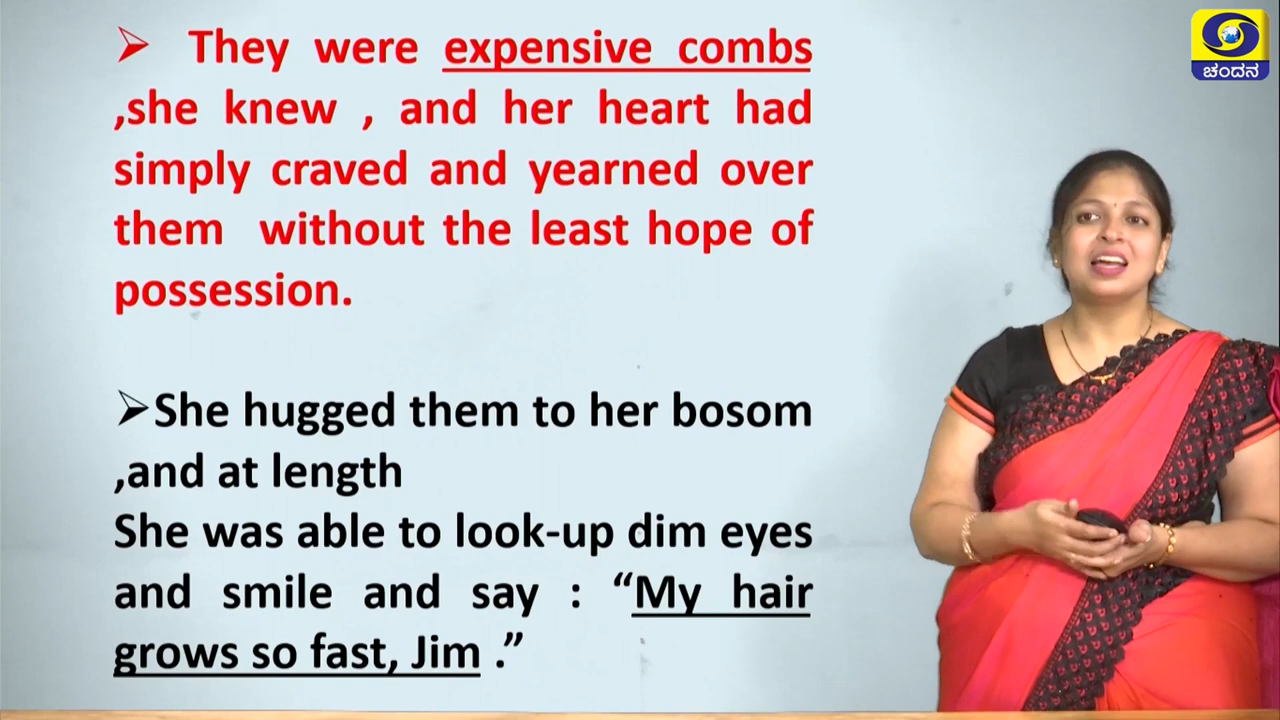 ➢ They were expensive combs
,she knew , and her heart had
simply craved and yearned over
them without the least hope of
possession.
➢She hugged them to her bosom
,and at length
She was able to look-up dim eyes
and smile and say : “My hair
grows so fast, Jim .”
ಚಂದನ